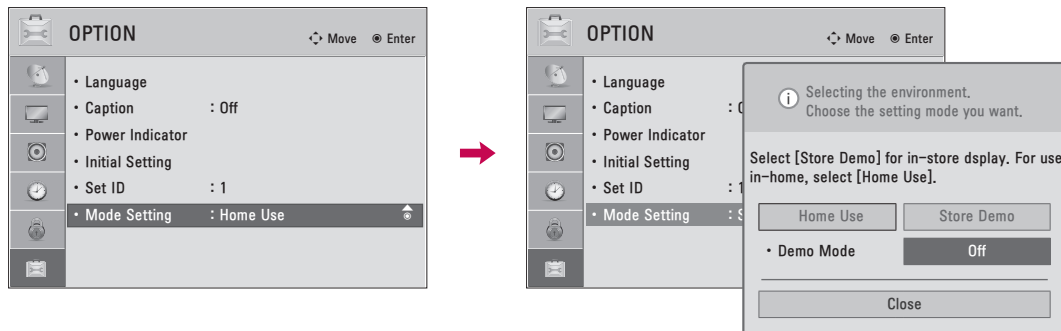 OPTION
Move Enter
• Language
• Caption : Off
• Power Indicator
• Initial Setting
• Set ID : 1
• Mode Setting : Home Use
OPTION
Move Enter
• Language
• Caption :
• Power Indicator
• Initial Setting
• Set ID : 1
• Mode Setting : S
i
Selecting the environment.
Choose the setting mode you want.
Select [Store Demo] for in-store dsplay. For use
in-home, select [Home Use].
Home Use Store Demo
• Demo Mode Off
Close